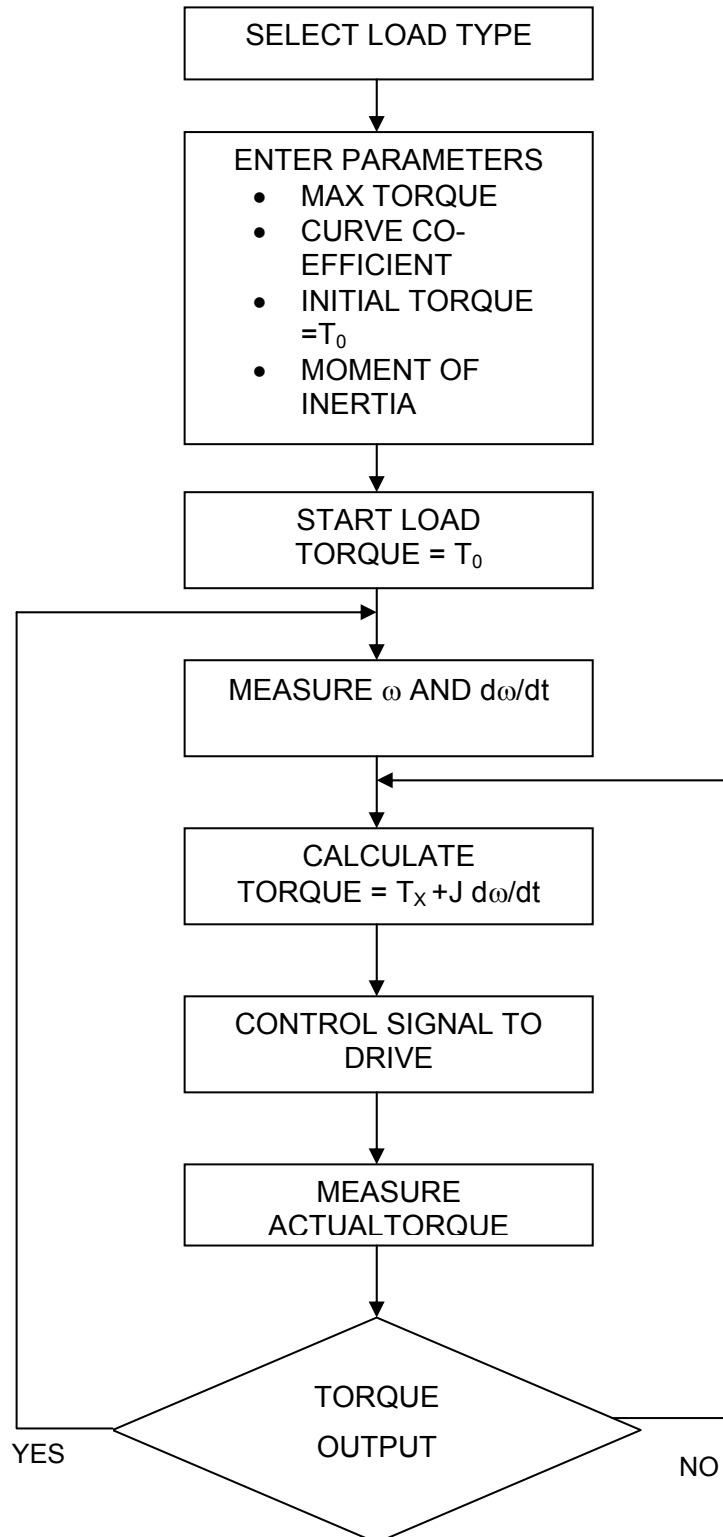 SELECT LOAD TYPE
ENTER PARAMETERS
• MAX TORQUE
• CURVE CO-
EFFICIENT
• INITIAL TORQUE
=T₀
• MOMENT OF
INERTIA
START LOAD
TORQUE = T₀
MEASURE ω AND dω/dt
CALCULATE
TORQUE = Tₓ +J dω/dt
CONTROL SIGNAL TO
DRIVE
MEASURE
ACTUALTORQUE
TORQUE
OUTPUT
YES
NO